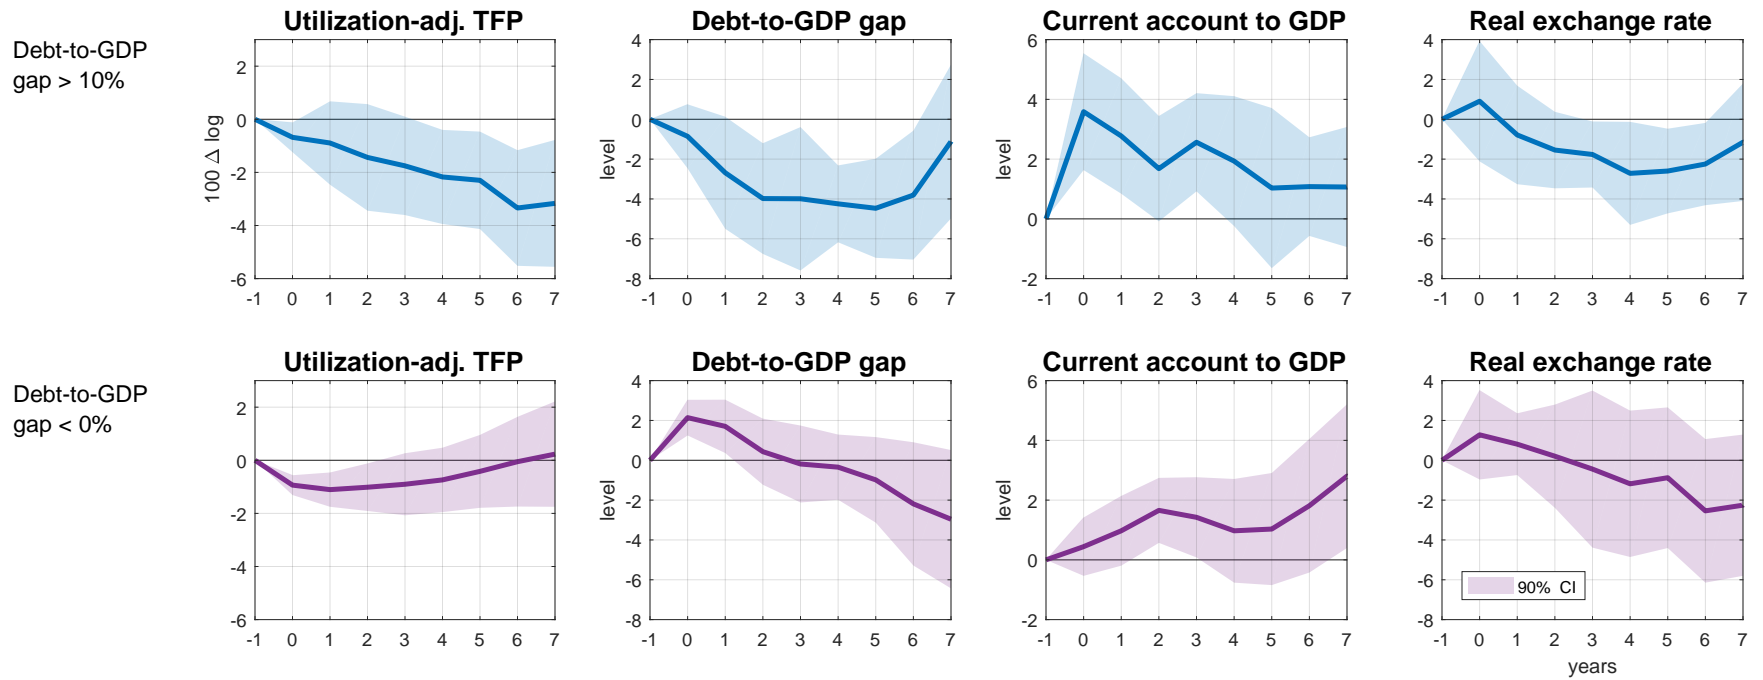 Debt-to-GDP
gap > 10%
Utilization-adj. TFP
100 Δ log
2
0
-2
-4
-6
-1 0 1 2 3 4 5 6 7
Debt-to-GDP gap
level
4
2
0
-2
-4
-6
-8
-1 0 1 2 3 4 5 6 7
Current account to GDP
level
6
4
2
0
-2
-1 0 1 2 3 4 5 6 7
Real exchange rate
4
2
0
-2
-4
-6
-8
-1 0 1 2 3 4 5 6 7
Debt-to-GDP
gap < 0%
Utilization-adj. TFP
2
0
-2
-4
-6
-1 0 1 2 3 4 5 6 7
Debt-to-GDP gap
level
4
2
0
-2
-4
-6
-8
-1 0 1 2 3 4 5 6 7
Current account to GDP
level
6
4
2
0
-2
-1 0 1 2 3 4 5 6 7
Real exchange rate
4
2
0
-2
-4
-6
-8
90% CI
-1 0 1 2 3 4 5 6 7
years